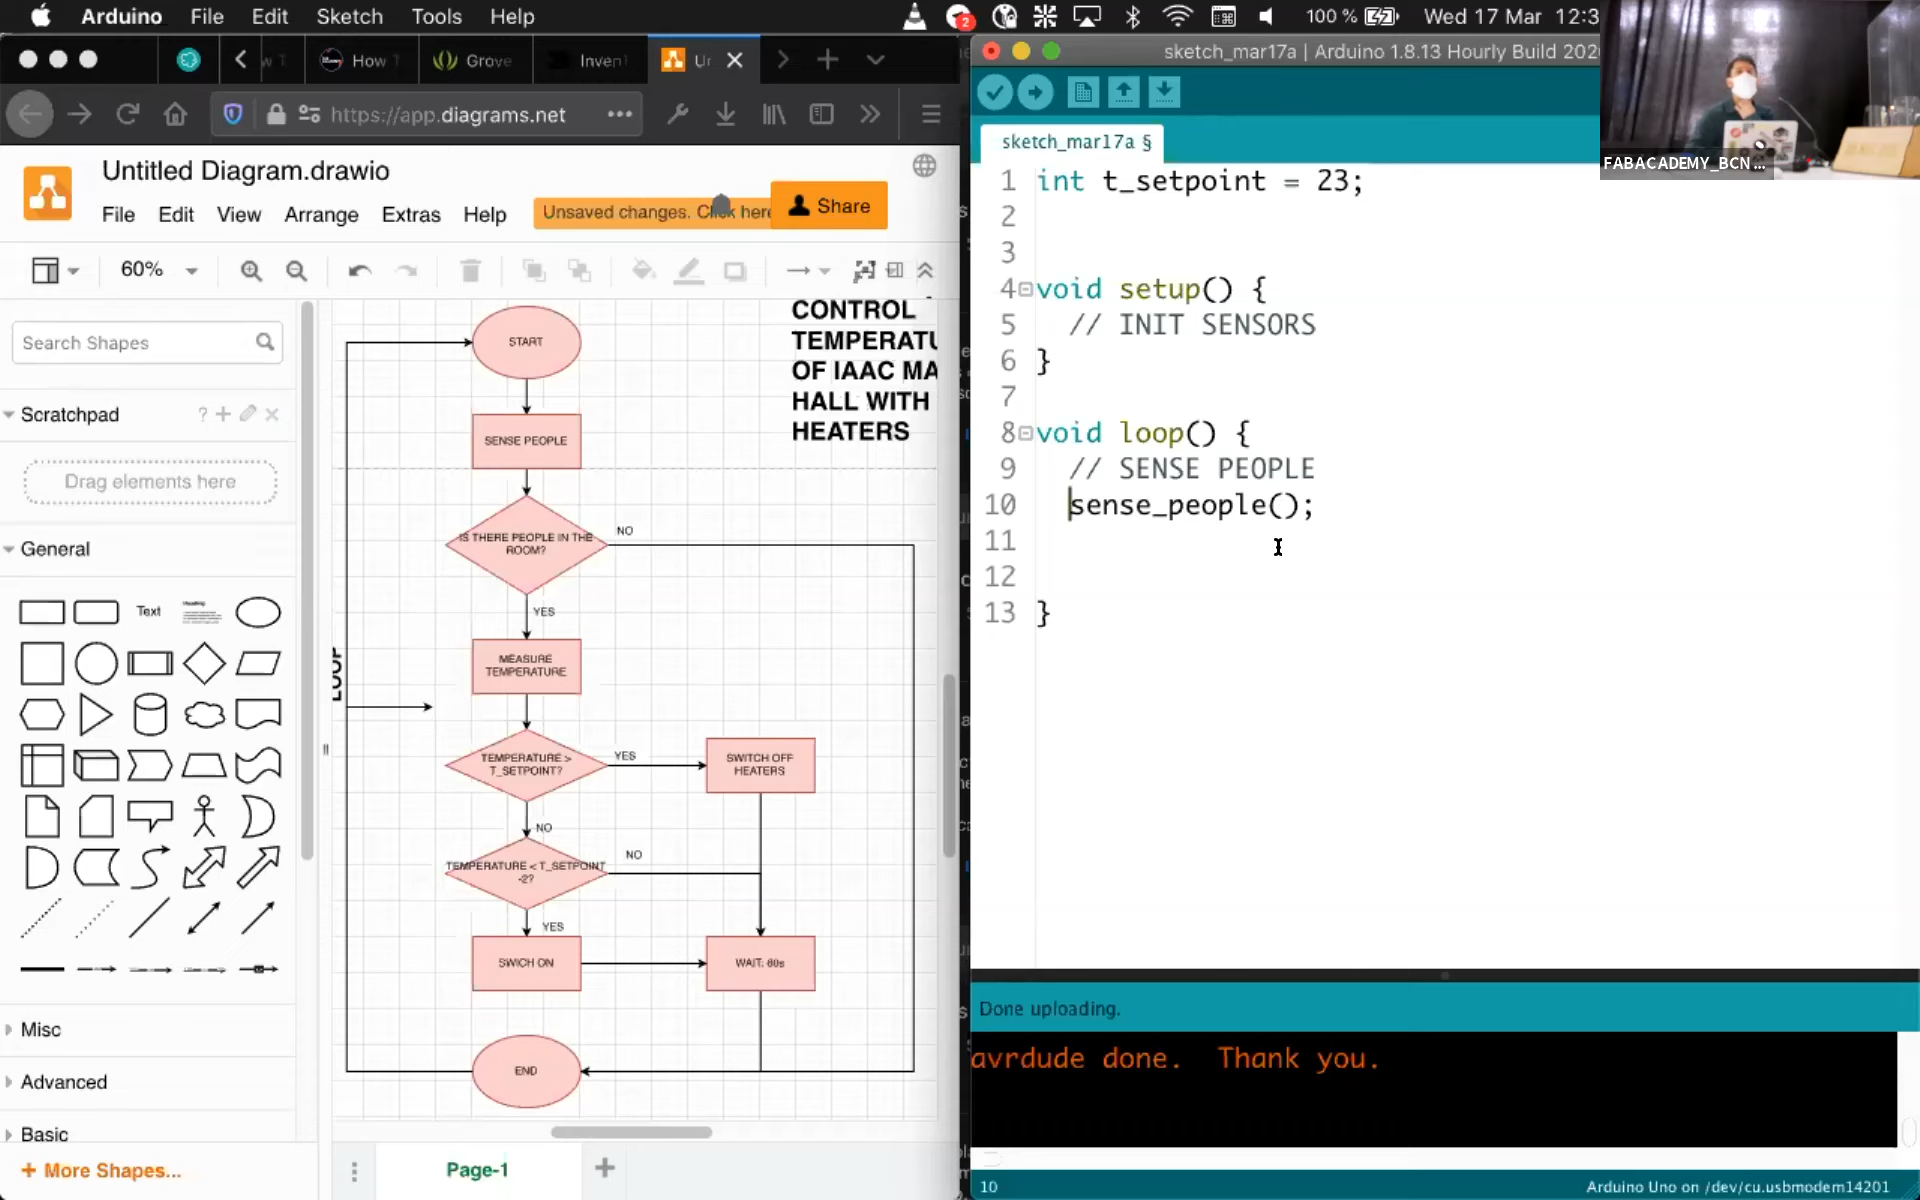 Arduino File Edit Sketch Tools Help
2
100 % Wed 17 Mar 12:3
How T
Grove
Inven
Ur
https://app.diagrams.net
Untitled Diagram.drawio
File Edit View Arrange Extras Help
Unsaved changes. Click here
Share
60%
Search Shapes
Scratchpad
Drag elements here
General
Text
Heading
Misc
Advanced
Basic
+ More Shapes...
CONTROL
TEMPERATU
OF IAAC MA
HALL WITH
HEATERS
START
SENSE PEOPLE
IS THERE PEOPLE IN THE
ROOM?
NO
YES
MEASURE
TEMPERATURE
LOOP
TEMPERATURE >
T_SETPOINT?
YES
SWITCH OFF
HEATERS
NO
TEMPERATURE < T_SETPOINT
-2?
NO
YES
SWICH ON
WAIT: 60s
END
Page-1
sketch_mar17a | Arduino 1.8.13 Hourly Build 202
FABACADEMY_BCN ...
sketch_mar17a §
1 int t_setpoint = 23;
2
3
4 void setup() {
5 // INIT SENSORS
6 }
7
8 void loop() {
9 // SENSE PEOPLE
10 sense_people();
11
12
13 }
Done uploading.
avrdude done. Thank you.
10
Arduino Uno on /dev/cu.usbmodem14201